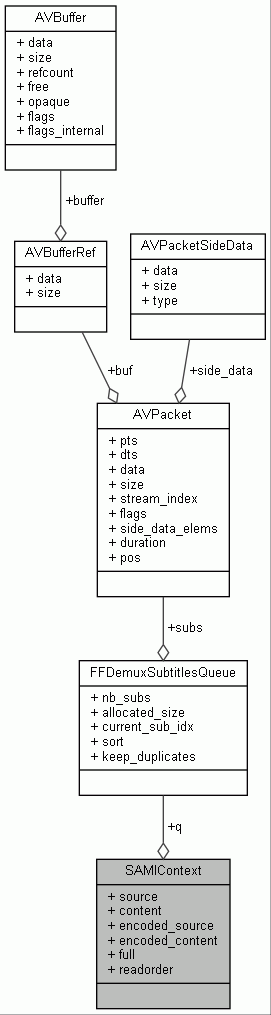 AVBuffer
+ data
+ size
+ refcount
+ free
+ opaque
+ flags
+ flags_internal
+buffer
AVBufferRef
+ data
+ size
AVPacketSideData
+ data
+ size
+ type
+buf
+side_data
AVPacket
+ pts
+ dts
+ data
+ size
+ stream_index
+ flags
+ side_data_elems
+ duration
+ pos
+subs
FFDemuxSubtitlesQueue
+ nb_subs
+ allocated_size
+ current_sub_idx
+ sort
+ keep_duplicates
+q
SAMIContext
+ source
+ content
+ encoded_source
+ encoded_content
+ full
+ readorder